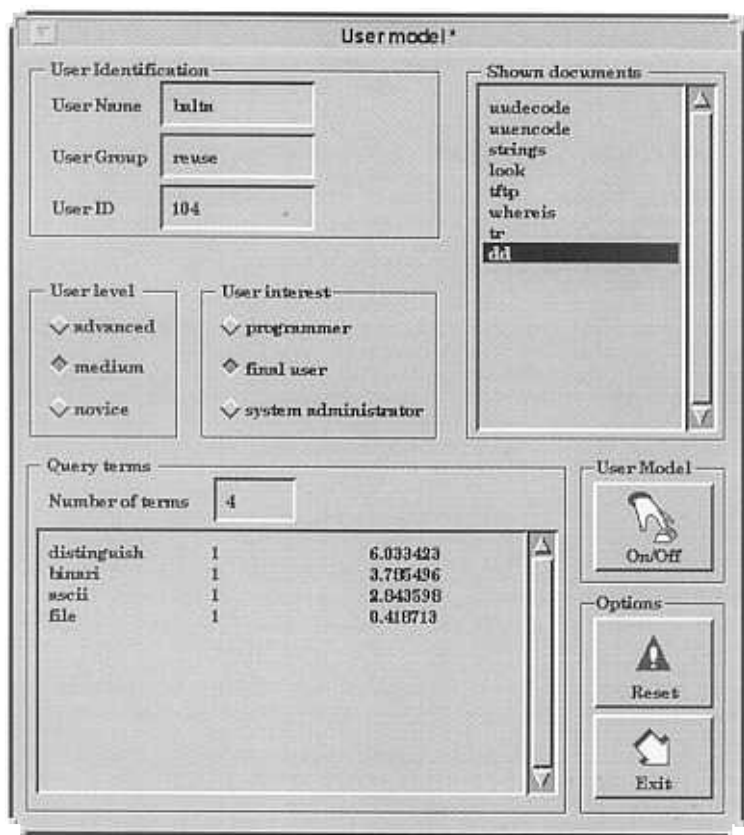 User model*
User Identification
User Name
User Group reuse
User ID 104
Shown documents
uudecode
uuencode
strings
look
tftp
whereis
tr
dd
User level
advanced
medium
novice
User interest
programmer
final user
system administrator
Query terms
Number of terms 4
distinguish 1 6.033423
binari 1 3.785496
ascii 1 2.843598
file 1 0.418713
User Model
On/Off
Options
Reset
Exit